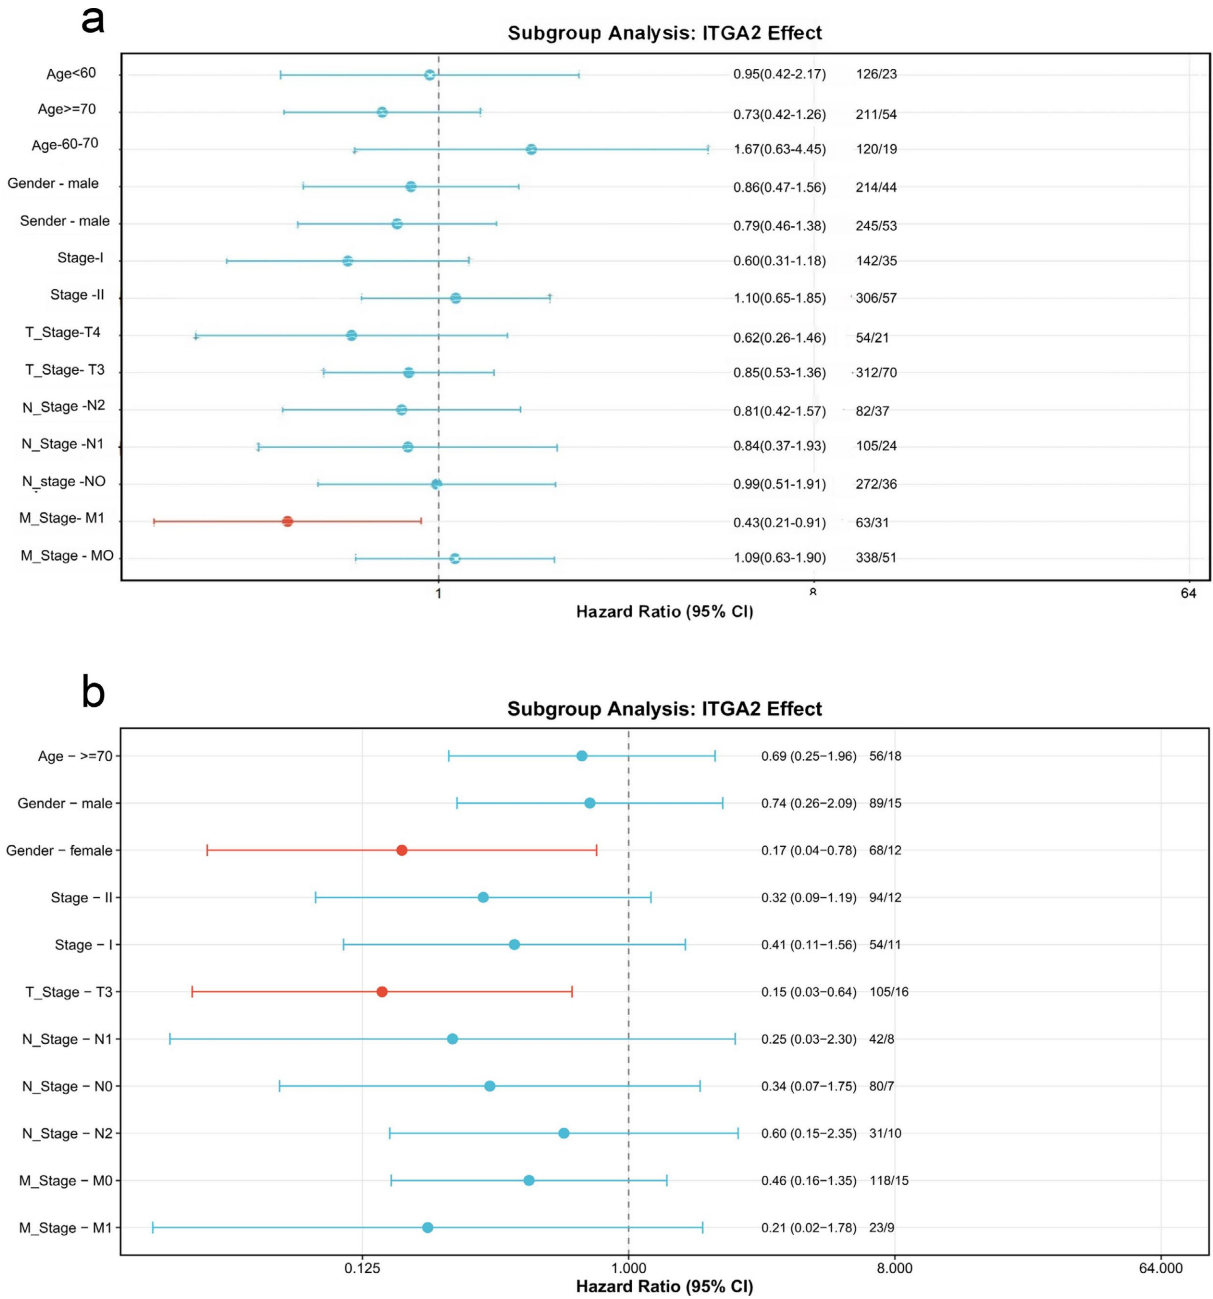 a
Subgroup Analysis: ITGA2 Effect
Age<60 0.95(0.42-2.17) 126/23
Age>=70 0.73(0.42-1.26) 211/54
Age-60-70 1.67(0.63-4.45) 120/19
Gender - male 0.86(0.47-1.56) 214/44
Sender - male 0.79(0.46-1.38) 245/53
Stage-I 0.60(0.31-1.18) 142/35
Stage -II 1.10(0.65-1.85) 306/57
T_Stage-T4 0.62(0.26-1.46) 54/21
T_Stage- T3 0.85(0.53-1.36) 312/70
N_Stage -N2 0.81(0.42-1.57) 82/37
N_Stage -N1 0.84(0.37-1.93) 105/24
N_stage -NO 0.99(0.51-1.91) 272/36
M_Stage- M1 0.43(0.21-0.91) 63/31
M_Stage - MO 1.09(0.63-1.90) 338/51
1 8 64
Hazard Ratio (95% CI)
b
Subgroup Analysis: ITGA2 Effect
Age − >=70 0.69 (0.25−1.96) 56/18
Gender − male 0.74 (0.26−2.09) 89/15
Gender − female 0.17 (0.04−0.78) 68/12
Stage − II 0.32 (0.09−1.19) 94/12
Stage − I 0.41 (0.11−1.56) 54/11
T_Stage − T3 0.15 (0.03−0.64) 105/16
N_Stage − N1 0.25 (0.03−2.30) 42/8
N_Stage − N0 0.34 (0.07−1.75) 80/7
N_Stage − N2 0.60 (0.15−2.35) 31/10
M_Stage − M0 0.46 (0.16−1.35) 118/15
M_Stage − M1 0.21 (0.02−1.78) 23/9
0.125 1.000 8.000 64.000
Hazard Ratio (95% CI)